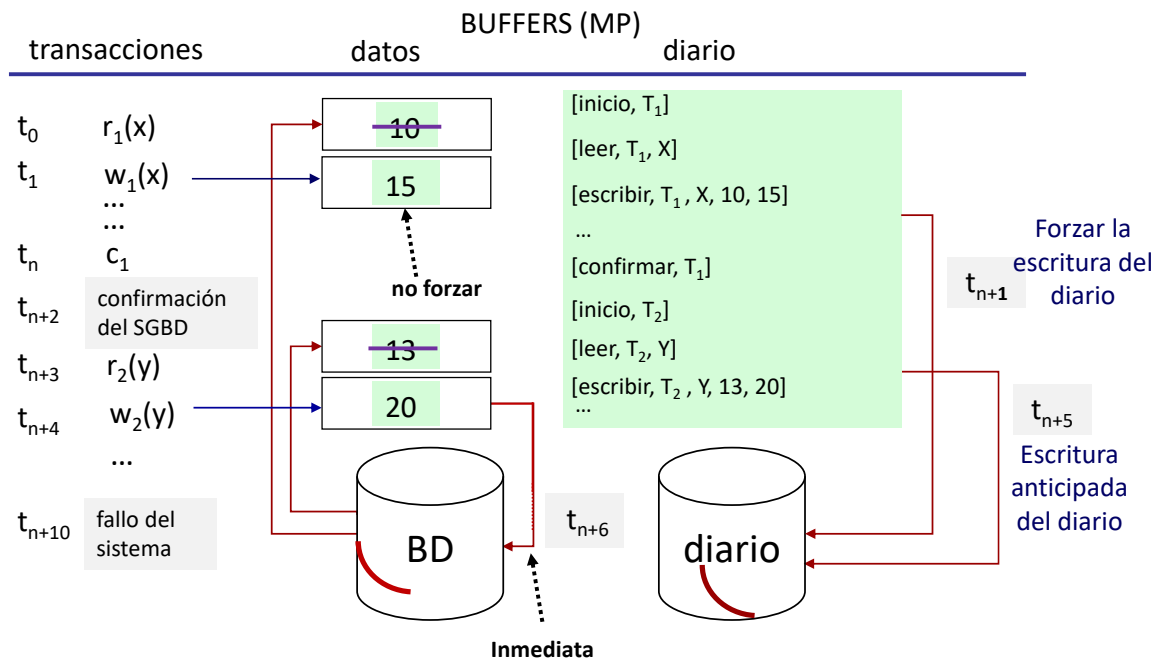 BUFFERS (MP)
transacciones
datos
diario
t0
r1(x)
10
[inicio, T1]
[leer, T1, X]
t1
w1(x)
15
[escribir, T1 , X, 10, 15]
...
...
...
tn
c1
no forzar
[confirmar, T1]
tn+1
Forzar la
escritura del
diario
tn+2
confirmación
del SGBD
[inicio, T2]
13
[leer, T2, Y]
tn+3
r2(y)
[escribir, T2 , Y, 13, 20]
...
tn+4
w2(y)
20
tn+5
...
Escritura
anticipada
del diario
tn+10
fallo del
sistema
BD
tn+6
diario
Inmediata